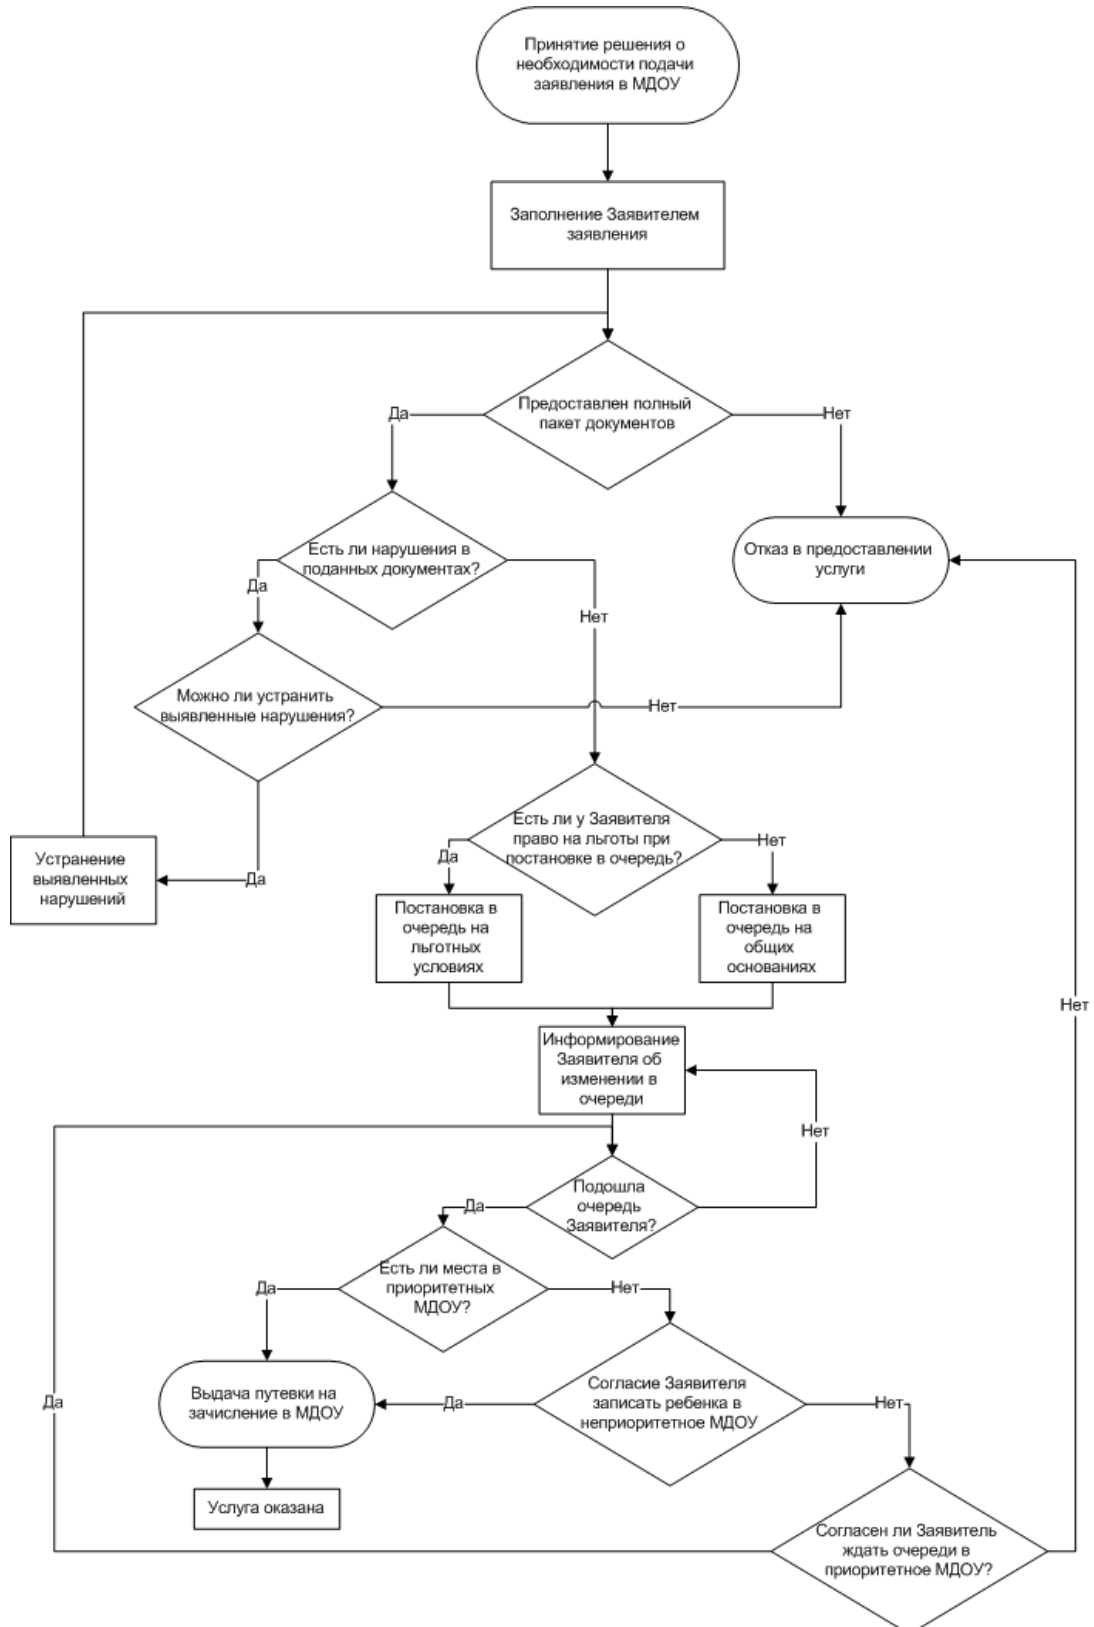 Принятие решения о
необходимости подачи
заявления в МДОУ
Заполнение Заявителем
заявления
Предоставлен полный
пакет документов
Да
Нет
Есть ли нарушения в
поданных документах?
Отказ в предоставлении
услуги
Да
Нет
Можно ли устранить
выявленные нарушения?
Нет
Есть ли у Заявителя
право на льготы при
постановке в очередь?
Да
Нет
Устранение
выявленных
нарушений
Да
Постановка в
очередь на
льготных
условиях
Постановка в
очередь на
общих
основаниях
Нет
Информирование
Заявителя об
изменении в
очереди
Нет
Подошла
очередь
Заявителя?
Да
Есть ли места в
приоритетных
МДОУ?
Да
Нет
Выдача путевки на
зачисление в МДОУ
Согласие Заявителя
записать ребенка в
неприоритетное МДОУ
Да
Да
Нет
Услуга оказана
Согласен ли Заявитель
ждать очереди в
приоритетное МДОУ?